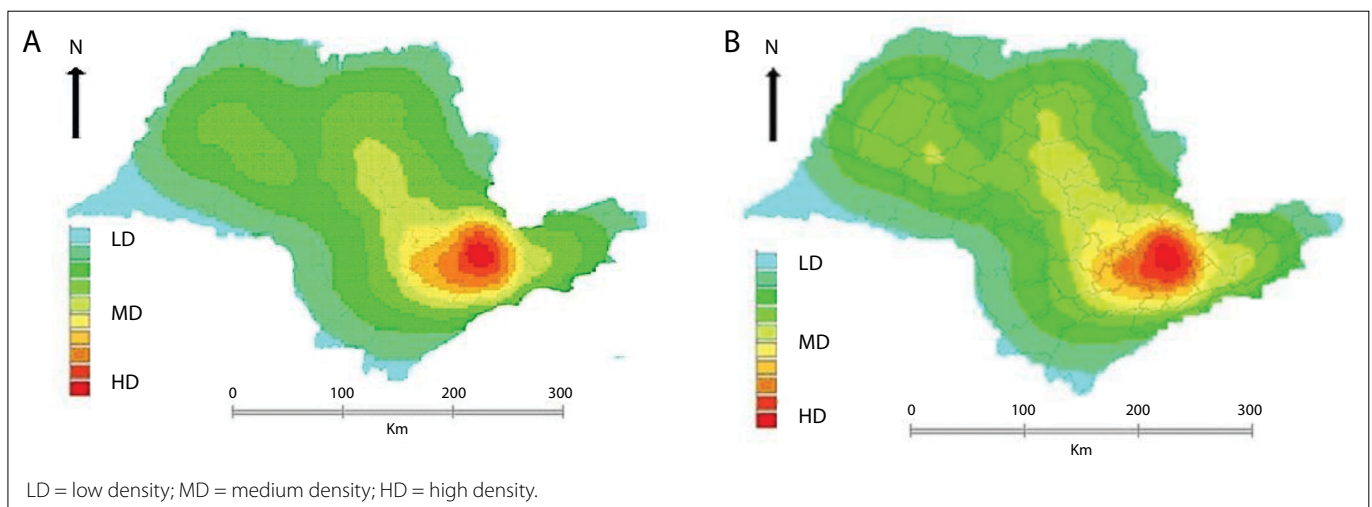 A
N
LD
MD
HD
0 100 200 300
Km
B
N
LD
MD
HD
0 100 200 300
Km
LD = low density; MD = medium density; HD = high density.